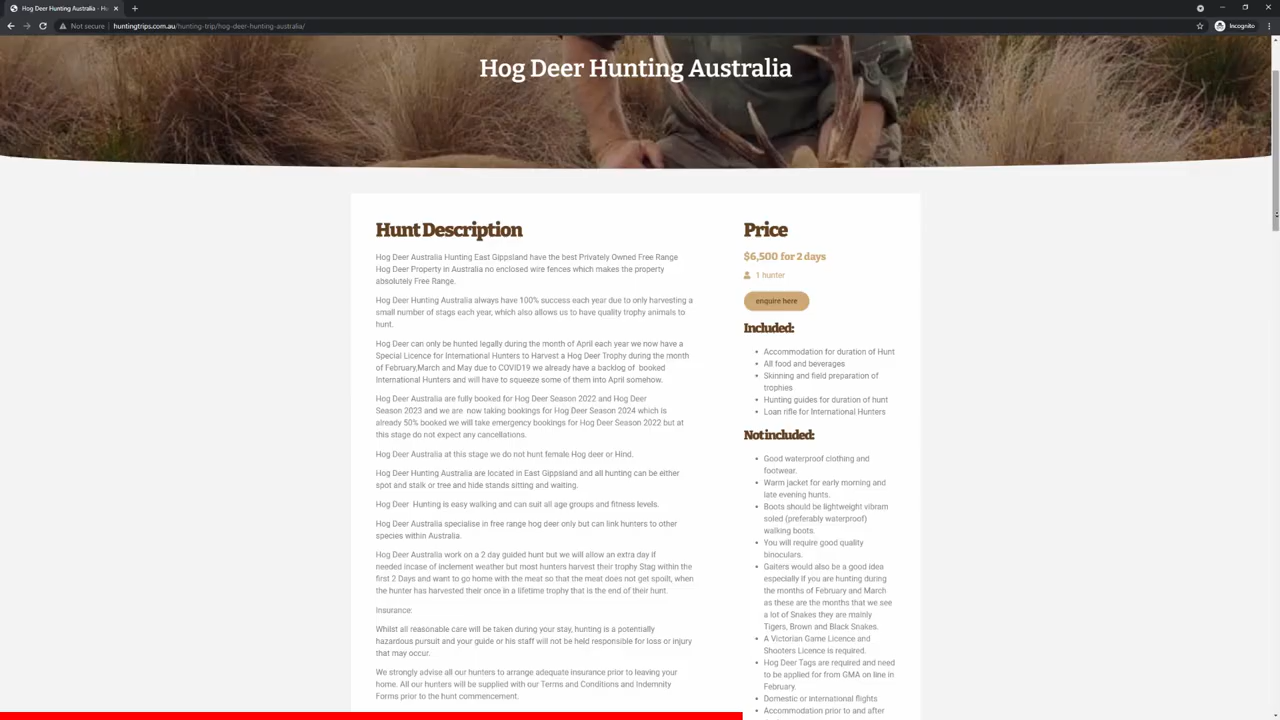 Hog Deer Hunting Australia - Hu
Not secure
huntingtrips.com.au/hunting-trip/hog-deer-hunting-australia/
Incognito
Hog Deer Hunting Australia
Hunt Description
Hog Deer Australia Hunting East Gippsland have the best Privately Owned Free Range
Hog Deer Property in Australia no enclosed wire fences which makes the property
absolutely Free Range.
Hog Deer Hunting Australia always have 100% success each year due to only harvesting a
small number of stags each year, which also allows us to have quality trophy animals to
hunt.
Hog Deer can only be hunted legally during the month of April each year we now have a
Special Licence for International Hunters to Harvest a Hog Deer Trophy during the month
of February,March and May due to COVID19 we already have a backlog of booked
International Hunters and will have to squeeze some of them into April somehow.
Hog Deer Australia are fully booked for Hog Deer Season 2022 and Hog Deer
Season 2023 and we are now taking bookings for Hog Deer Season 2024 which is
already 50% booked we will take emergency bookings for Hog Deer Season 2022 but at
this stage do not expect any cancellations.
Hog Deer Australia at this stage we do not hunt female Hog deer or Hind.
Hog Deer Hunting Australia are located in East Gippsland and all hunting can be either
spot and stalk or tree and hide stands sitting and waiting.
Hog Deer Hunting is easy walking and can suit all age groups and fitness levels.
Hog Deer Australia specialise in free range hog deer only but can link hunters to other
species within Australia.
Hog Deer Australia work on a 2 day guided hunt but we will allow an extra day if
needed incase of inclement weather but most hunters harvest their trophy Stag within the
first 2 Days and want to go home with the meat so that the meat does not get spoilt, when
the hunter has harvested their once in a lifetime trophy that is the end of their hunt.
Insurance:
Whilst all reasonable care will be taken during your stay, hunting is a potentially
hazardous pursuit and your guide or his staff will not be held responsible for loss or injury
that may occur.
We strongly advise all our hunters to arrange adequate insurance prior to leaving your
home. All our hunters will be supplied with our Terms and Conditions and Indemnity
Forms prior to the hunt commencement.
Price
$6,500 for 2 days
1 hunter
enquire here
Included:
Accommodation for duration of Hunt
All food and beverages
Skinning and field preparation of
trophies
Hunting guides for duration of hunt
Loan rifle for International Hunters
Not included:
Good waterproof clothing and
footwear.
Warm jacket for early morning and
late evening hunts.
Boots should be lightweight vibram
soled (preferably waterproof)
walking boots.
You will require good quality
binoculars.
Gaiters would also be a good idea
especially if you are hunting during
the months of February and March
as these are the months that we see
a lot of Snakes they are mainly
Tigers, Brown and Black Snakes.
A Victorian Game Licence and
Shooters Licence is required.
Hog Deer Tags are required and need
to be applied for from GMA on line in
February.
Domestic or international flights
Accommodation prior to and after